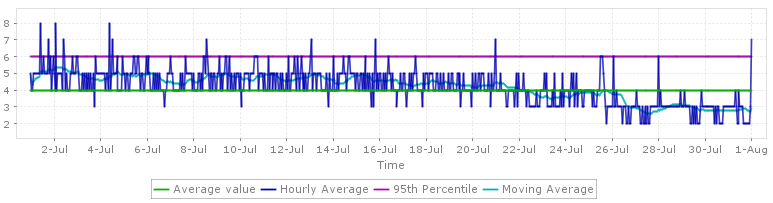 8
7
6
5
4
3
2
2-Jul 4-Jul 6-Jul 8-Jul 10-Jul 12-Jul 14-Jul 16-Jul 18-Jul 20-Jul 22-Jul 24-Jul 26-Jul 28-Jul 30-Jul 1-Aug
Time
Average value Hourly Average 95th Percentile Moving Average